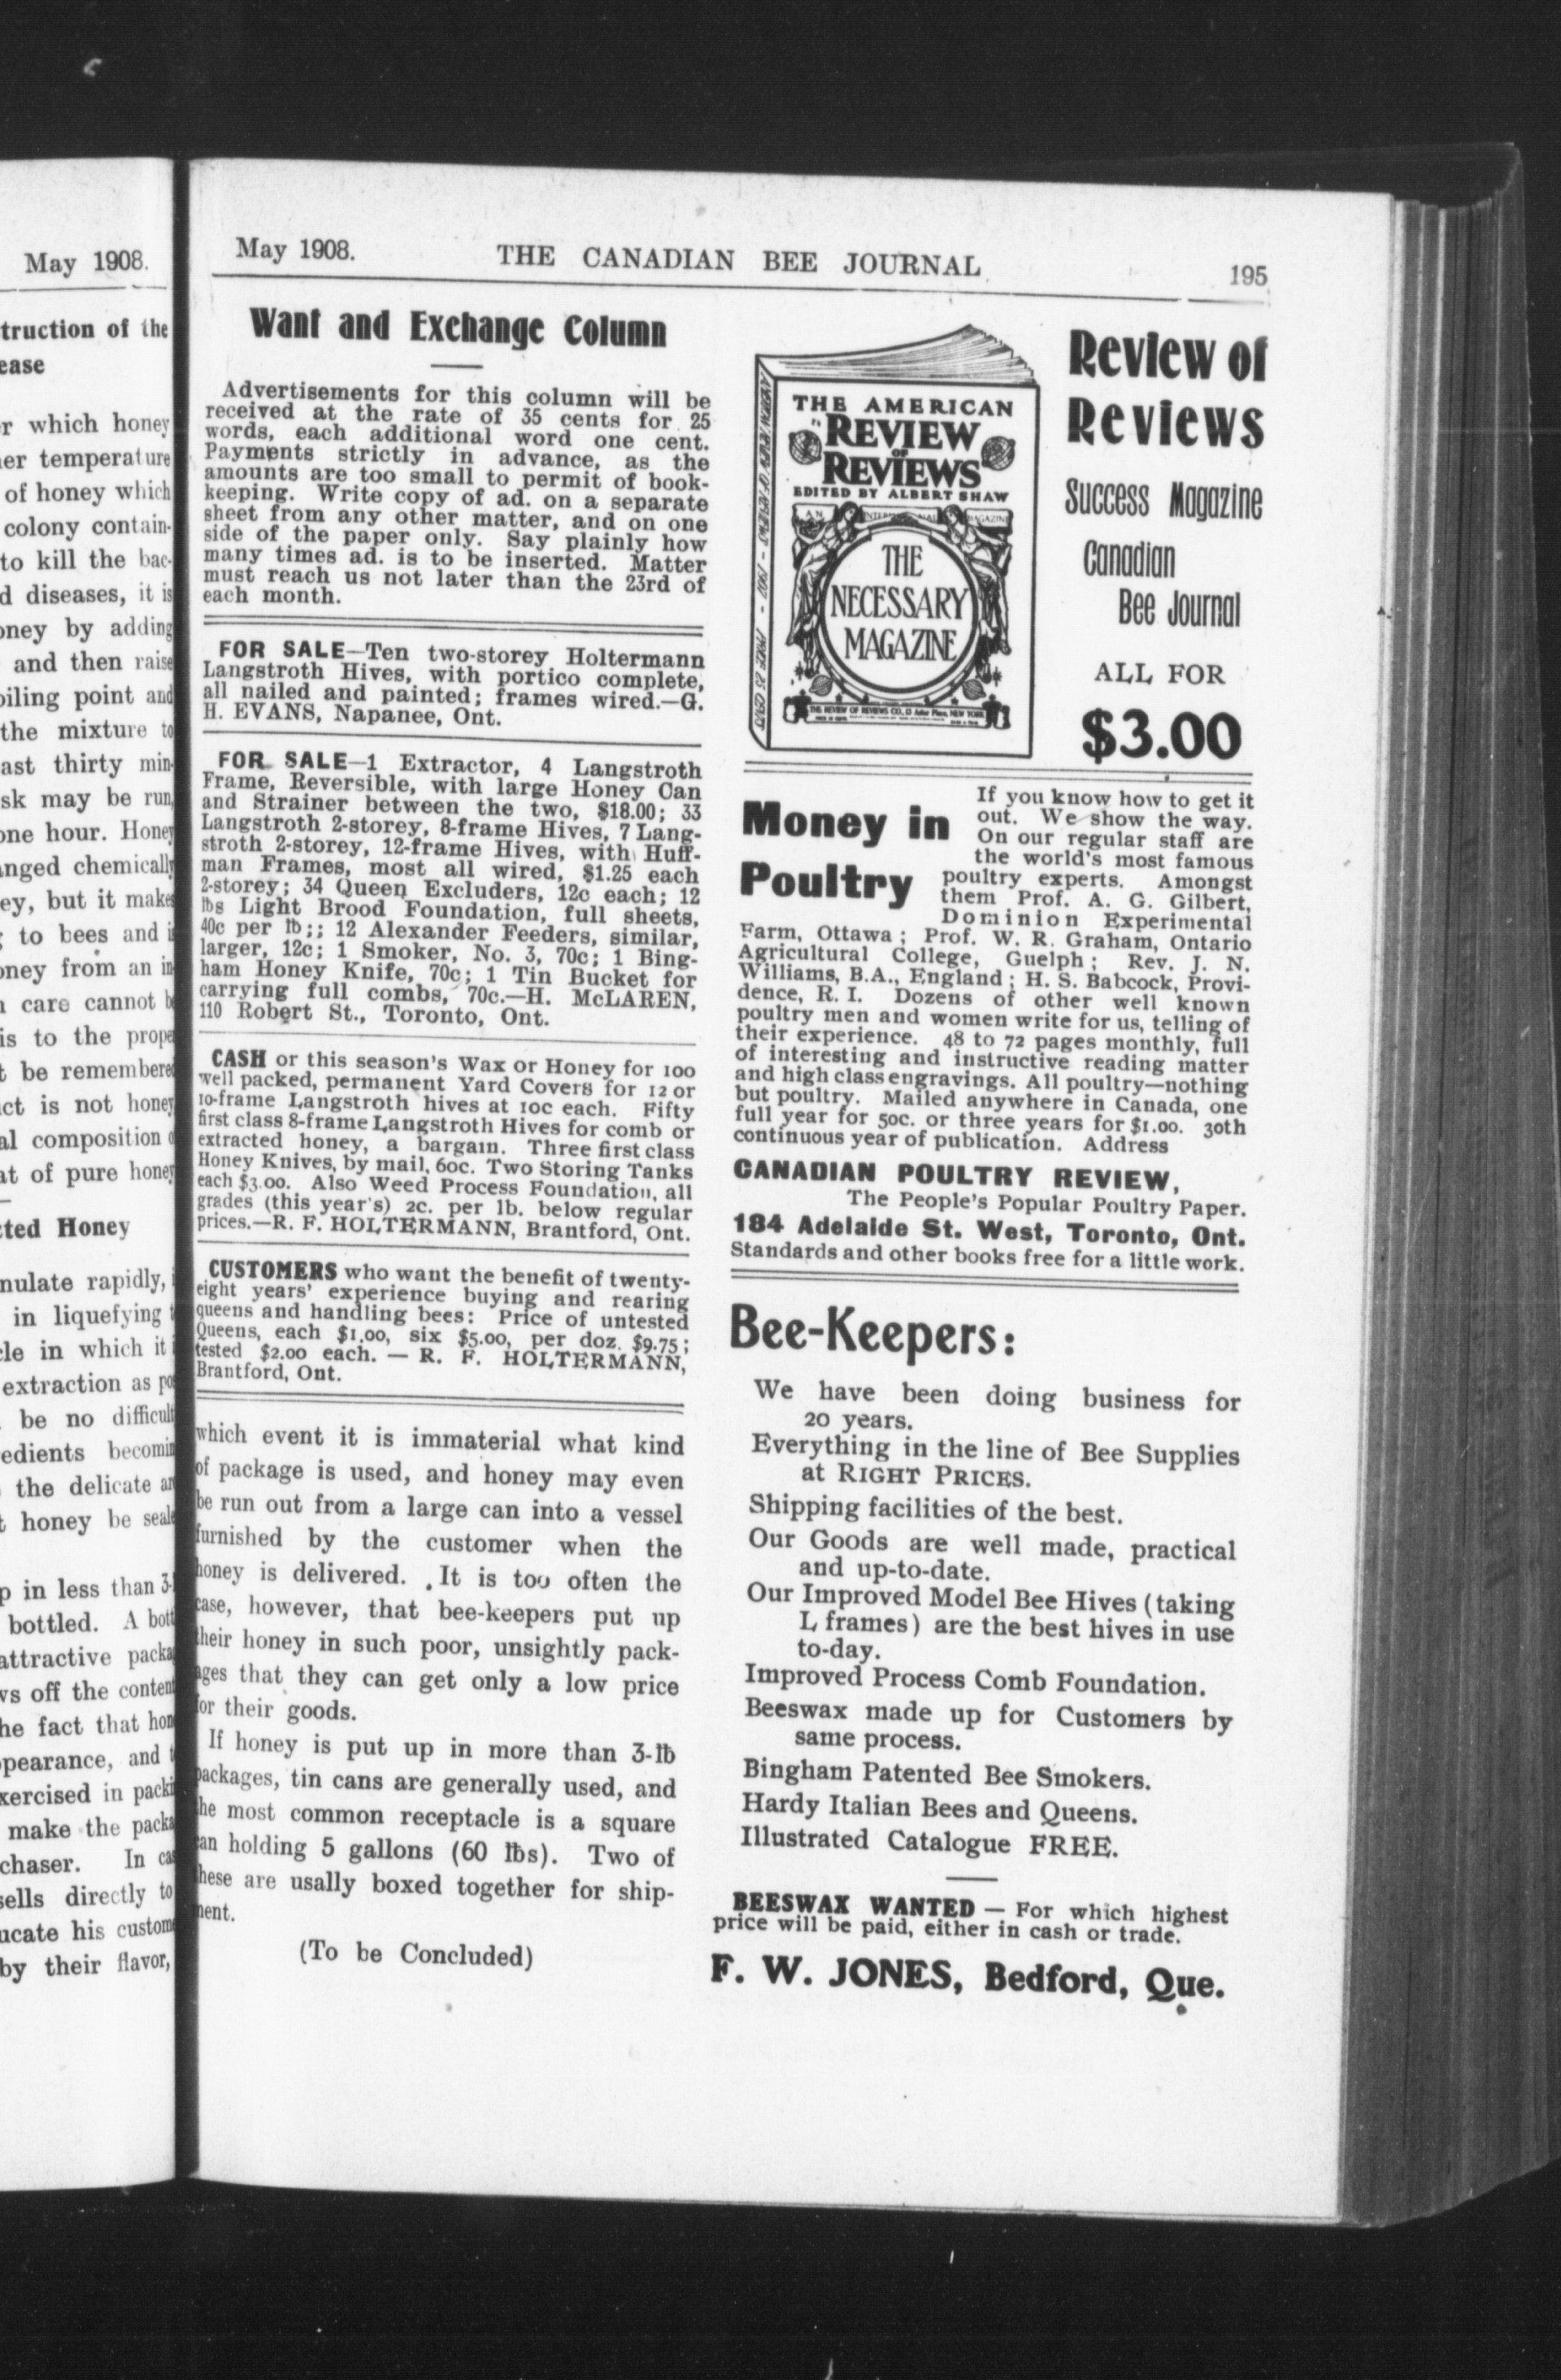 May 1908.
truction of the
ease
which honey
temperature
of honey which
colony contain-
to kill the bac-
diseases, it is
by adding
and then raise
point and
the mixture to
thirty min-
may be run,
one hour. Honey
chemically
but it makes
to bees and
from an in
care cannot
is to the
be remembered
is not honey
composition
of pure honey
Honey
rapidly,
in liquefying
in which it
extraction as
be no
the delicate
honey be
in less than
bottled. A
attractive
off the
fact that
and
in
make the
chaser. In
sells directly to
his
by their flavor,
May 1908. THE CANADIAN BEE JOURNAL 195
Want and Exchange Column
Advertisements for this column will be
received at the rate of 35 cents for 25
words, each additional word one cent.
Payments strictly in advance, as the
amounts are too small to permit of book-
keeping. Write copy of ad. on a separate
sheet from any other matter, and on one
side of the paper only. Say plainly how
many times ad. is to be inserted. Matter
must reach us not later than the 23rd of
each month.
FOR SALE—Ten two-storey Holtermann
Langstroth Hives, with portico complete,
all nailed and painted; frames wired.—G.
H. EVANS, Napanee, Ont.
FOR SALE—1 Extractor, 4 Langstroth
Frame, Reversible, with large Honey Can
and Strainer between the two, $18.00; 33
Langstroth 2-storey, 8-frame Hives, 7 Lang-
stroth 2-storey, 12-frame Hives, with Huff-
man Frames, most all wired, $1.25 each
2-storey; 34 Queen Excluders, 12c each; 12
lbs Light Brood Foundation, full sheets,
40c per lb;; 12 Alexander Feeders, similar,
larger, 12c; 1 Smoker, No. 3, 70c; 1 Bing-
ham Honey Knife, 70c; 1 Tin Bucket for
carrying full combs, 70c.—H. McLAREN,
110 Robert St., Toronto, Ont.
CASH or this season's Wax or Honey for 100
well packed, permanent Yard Covers for 12 or
10-frame Langstroth hives at 10c each. Fifty
first class 8-frame Langstroth Hives for comb or
extracted honey, a bargain. Three first class
Honey Knives, by mail, 60c. Two Storing Tanks
each $3.00. Also Weed Process Foundation, all
grades (this year's) 2c. per lb. below regular
prices.—R. F. HOLTERMANN, Brantford, Ont.
CUSTOMERS who want the benefit of twenty-
eight years' experience buying and rearing
queens and handling bees: Price of untested
Queens, each $1.00, six $5.00, per doz. $9.75;
tested $2.00 each. — R. F. HOLTERMANN,
Brantford, Ont.
which event it is immaterial what kind
of package is used, and honey may even
be run out from a large can into a vessel
furnished by the customer when the
honey is delivered. It is too often the
case, however, that bee-keepers put up
their honey in such poor, unsightly pack-
ages that they can get only a low price
for their goods.
If honey is put up in more than 3-lb
packages, tin cans are generally used, and
the most common receptacle is a square
can holding 5 gallons (60 lbs). Two of
these are usally boxed together for ship-
ment.
(To be Concluded)
THE AMERICAN
REVIEW
OF
REVIEWS
EDITED BY ALBERT SHAW
THE
NECESSARY
MAGAZINE
THE REVIEW OF REVIEWS CO., 13 Astor Place, NEW YORK
Review of
Reviews
Success Magazine
Canadian
Bee Journal
ALL FOR
$3.00
Money in
Poultry
If you know how to get it
out. We show the way.
On our regular staff are
the world's most famous
poultry experts. Amongst
them Prof. A. G. Gilbert,
Dominion Experimental
Farm, Ottawa; Prof. W. R. Graham, Ontario
Agricultural College, Guelph; Rev. J. N.
Williams, B.A., England; H. S. Babcock, Provi-
dence, R. I. Dozens of other well known
poultry men and women write for us, telling of
their experience. 48 to 72 pages monthly, full
of interesting and instructive reading matter
and high class engravings. All poultry—nothing
but poultry. Mailed anywhere in Canada, one
full year for 50c. or three years for $1.00. 30th
continuous year of publication. Address
CANADIAN POULTRY REVIEW,
The People's Popular Poultry Paper.
184 Adelaide St. West, Toronto, Ont.
Standards and other books free for a little work.
Bee-Keepers:
We have been doing business for
20 years.
Everything in the line of Bee Supplies
at RIGHT PRICES.
Shipping facilities of the best.
Our Goods are well made, practical
and up-to-date.
Our Improved Model Bee Hives (taking
L frames) are the best hives in use
to-day.
Improved Process Comb Foundation.
Beeswax made up for Customers by
same process.
Bingham Patented Bee Smokers.
Hardy Italian Bees and Queens.
Illustrated Catalogue FREE.
BEESWAX WANTED — For which highest
price will be paid, either in cash or trade.
F. W. JONES, Bedford, Que.